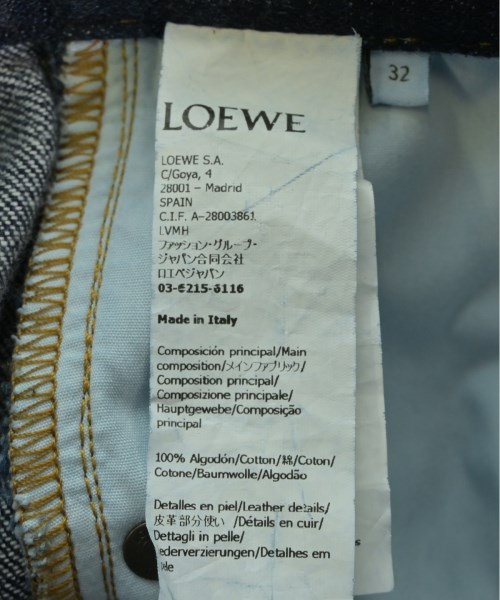 32
LOEWE
LOEWE S.A.
C/Goya, 4
28001 – Madrid
SPAIN
C.I.F. A-28003861
LVMH
ファッション・グループ・
ジャパン合同会社
ロエベジャパン
03-6215-6116
Made in Italy
Composición principal/Main
composition/メインファブリック/
Composition principal/
Composizione principale/
Hauptgewebe/Composição
principal
100% Algodón/Cotton/綿/Coton/
Cotone/Baumwolle/Algodão
Detalles en piel/Leather details/
皮革部分使い /Détails en cuir/
Dettagli in pelle/
ederverzierungen/Detalhes em
ele
s